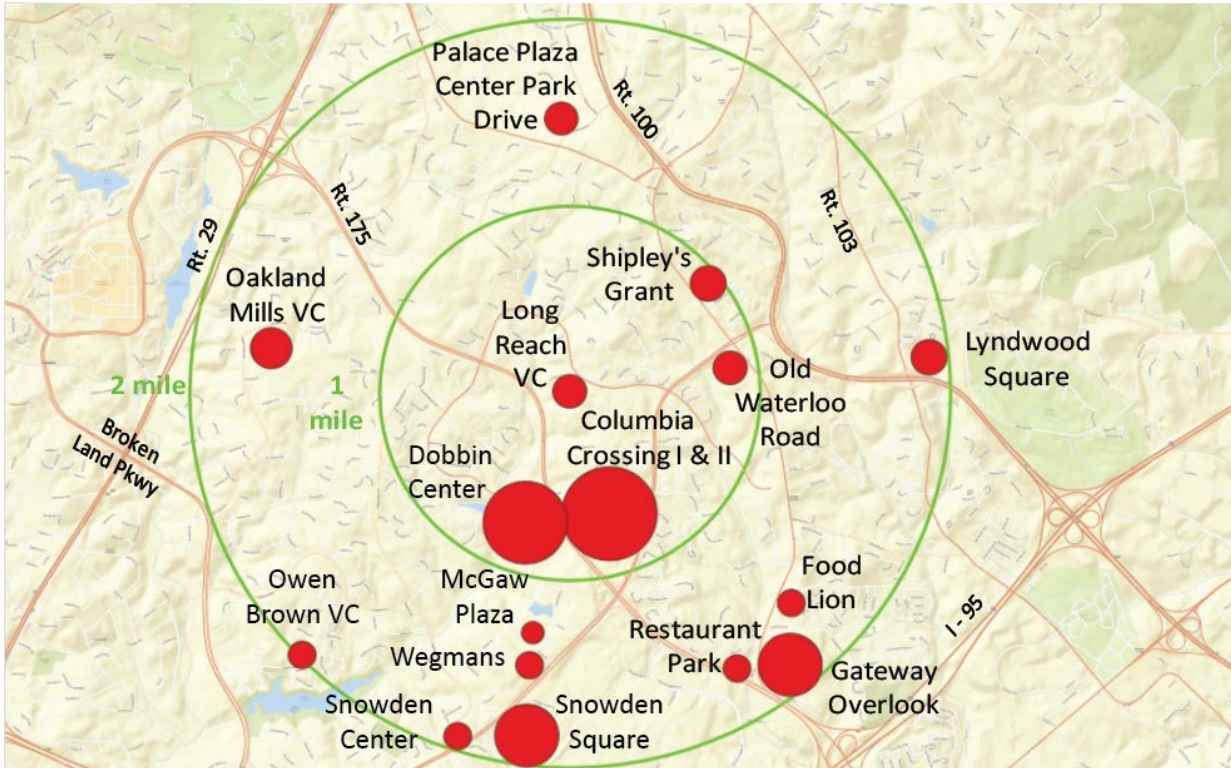 Palace Plaza
Center Park
Drive
Rt. 100
Rt. 29
Rt. 175
Rt. 103
Oakland
Mills VC
Shipley's
Grant
Long
Reach
VC
Lyndwood
Square
Old
Waterloo
Road
2 mile
1
mile
Columbia
Crossing I & II
Broken
Land Pkwy
Dobbin
Center
Owen
Brown VC
McGaw
Plaza
Food
Lion
I - 95
Wegmans
Restaurant
Park
Gateway
Overlook
Snowden
Center
Snowden
Square